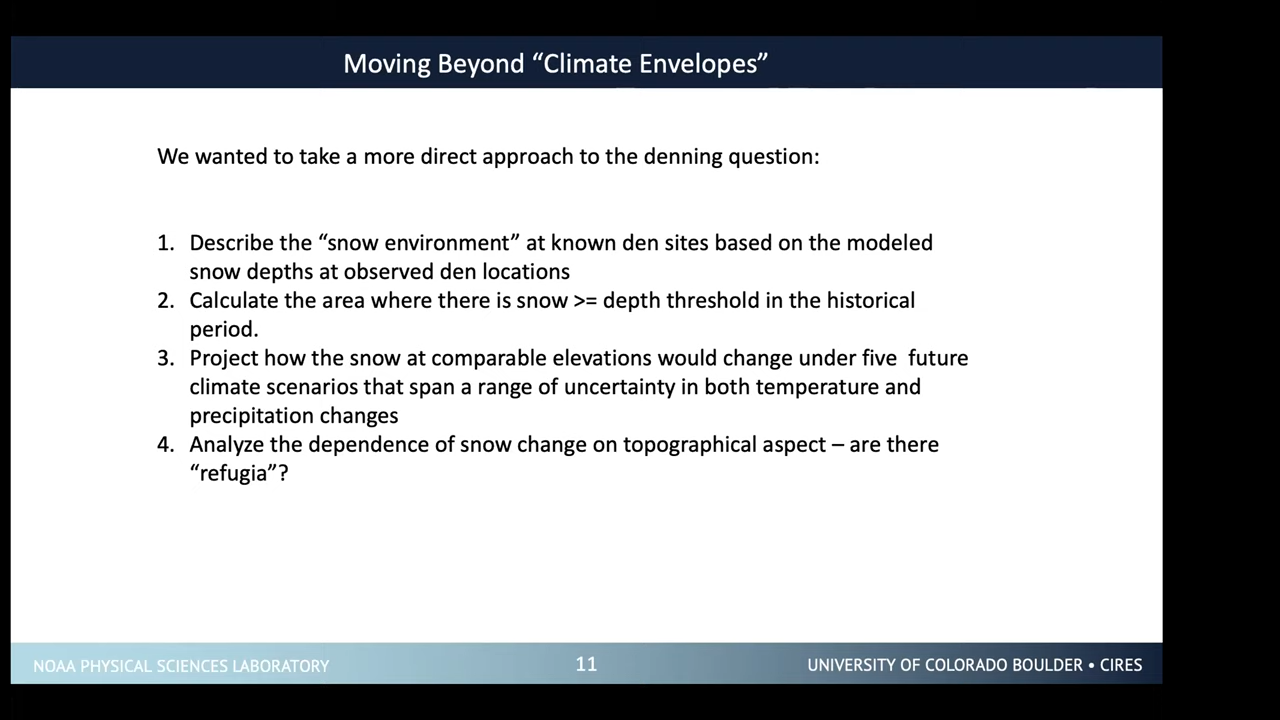 Moving Beyond “Climate Envelopes”
We wanted to take a more direct approach to the denning question:
1. Describe the “snow environment” at known den sites based on the modeled
snow depths at observed den locations
2. Calculate the area where there is snow >= depth threshold in the historical
period.
3. Project how the snow at comparable elevations would change under five  future
climate scenarios that span a range of uncertainty in both temperature and
precipitation changes
4. Analyze the dependence of snow change on topographical aspect – are there
“refugia”?
NOAA PHYSICAL SCIENCES LABORATORY
11
UNIVERSITY OF COLORADO BOULDER • CIRES